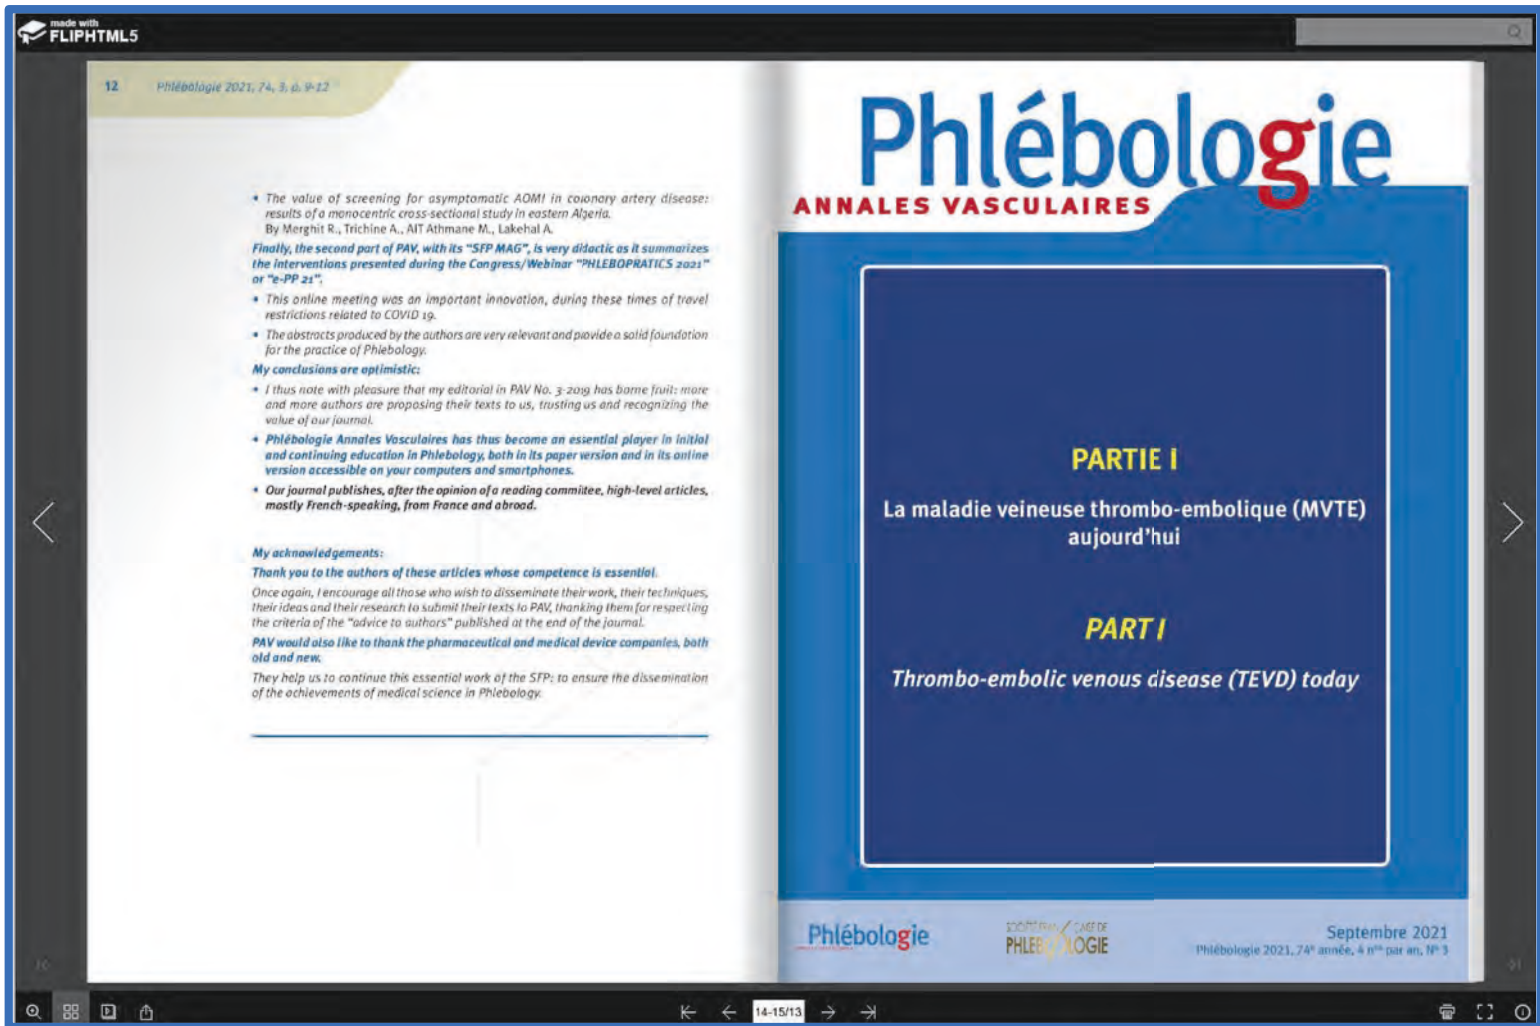 made with
FLIPHTML5
12 Phlébologie 2021, 74, 3, p. 9-12
• The value of screening for asymptomatic AOMI in coronary artery disease:
results of a monocentric cross-sectional study in eastern Algeria.
By Merghit R., Trichine A., AIT Athmane M., Lakehal A.
Finally, the second part of PAV, with its "SFP MAG", is very didactic as it summarizes
the interventions presented during the Congress/Webinar "PHLEBOPRATICS 2021"
or "e-PP 21".
• This online meeting was an important innovation, during these times of travel
restrictions related to COVID 19.
• The abstracts produced by the authors are very relevant and provide a solid foundation
for the practice of Phlebology.
My conclusions are optimistic:
• I thus note with pleasure that my editorial in PAV No. 3-2019 has borne fruit: more
and more authors are proposing their texts to us, trusting us and recognizing the
value of our journal.
• Phlébologie Annales Vasculaires has thus become an essential player in initial
and continuing education in Phlebology, both in its paper version and in its online
version accessible on your computers and smartphones.
• Our journal publishes, after the opinion of a reading committee, high-level articles,
mostly French-speaking, from France and abroad.
My acknowledgements:
Thank you to the authors of these articles whose competence is essential.
Once again, I encourage all those who wish to disseminate their work, their techniques,
their ideas and their research to submit their texts to PAV, thanking them for respecting
the criteria of the "advice to authors" published at the end of the journal.
PAV would also like to thank the pharmaceutical and medical device companies, both
old and new.
They help us to continue this essential work of the SFP: to ensure the dissemination
of the achievements of medical science in Phlebology.
Phlébologie
ANNALES VASCULAIRES
PARTIE I
La maladie veineuse thrombo-embolique (MVTE)
aujourd'hui
PART I
Thrombo-embolic venous disease (TEVD) today
Phlébologie
PHLEBOLOGIE
Septembre 2021
Phlébologie 2021, 74e année, 4 nos par an, N° 3
14-15/13